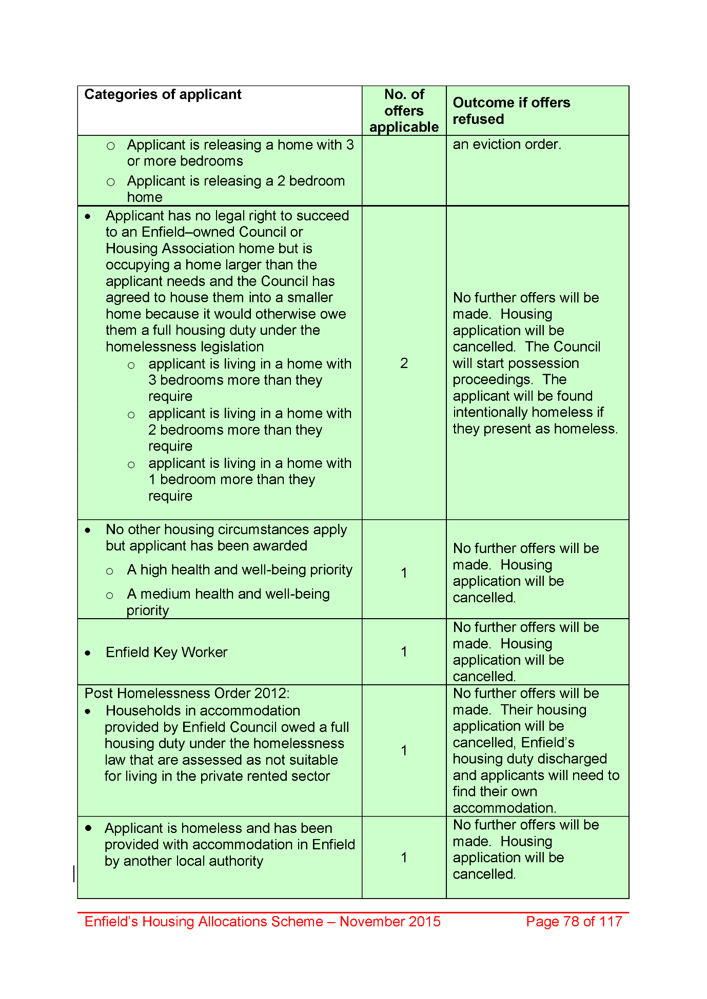 Categories of applicant
No. of
offers
applicable
Outcome if offers
refused
o Applicant is releasing a home with 3
or more bedrooms
o Applicant is releasing a 2 bedroom
home
an eviction order.
• Applicant has no legal right to succeed
to an Enfield–owned Council or
Housing Association home but is
occupying a home larger than the
applicant needs and the Council has
agreed to house them into a smaller
home because it would otherwise owe
them a full housing duty under the
homelessness legislation
o applicant is living in a home with
3 bedrooms more than they
require
o applicant is living in a home with
2 bedrooms more than they
require
o applicant is living in a home with
1 bedroom more than they
require
2
No further offers will be
made. Housing
application will be
cancelled. The Council
will start possession
proceedings. The
applicant will be found
intentionally homeless if
they present as homeless.
• No other housing circumstances apply
but applicant has been awarded
o A high health and well-being priority
o A medium health and well-being
priority
1
No further offers will be
made. Housing
application will be
cancelled.
• Enfield Key Worker
1
No further offers will be
made. Housing
application will be
cancelled.
Post Homelessness Order 2012:
• Households in accommodation
provided by Enfield Council owed a full
housing duty under the homelessness
law that are assessed as not suitable
for living in the private rented sector
1
No further offers will be
made. Their housing
application will be
cancelled, Enfield’s
housing duty discharged
and applicants will need to
find their own
accommodation.
• Applicant is homeless and has been
provided with accommodation in Enfield
by another local authority
1
No further offers will be
made. Housing
application will be
cancelled.
Enfield’s Housing Allocations Scheme – November 2015
Page 78 of 117